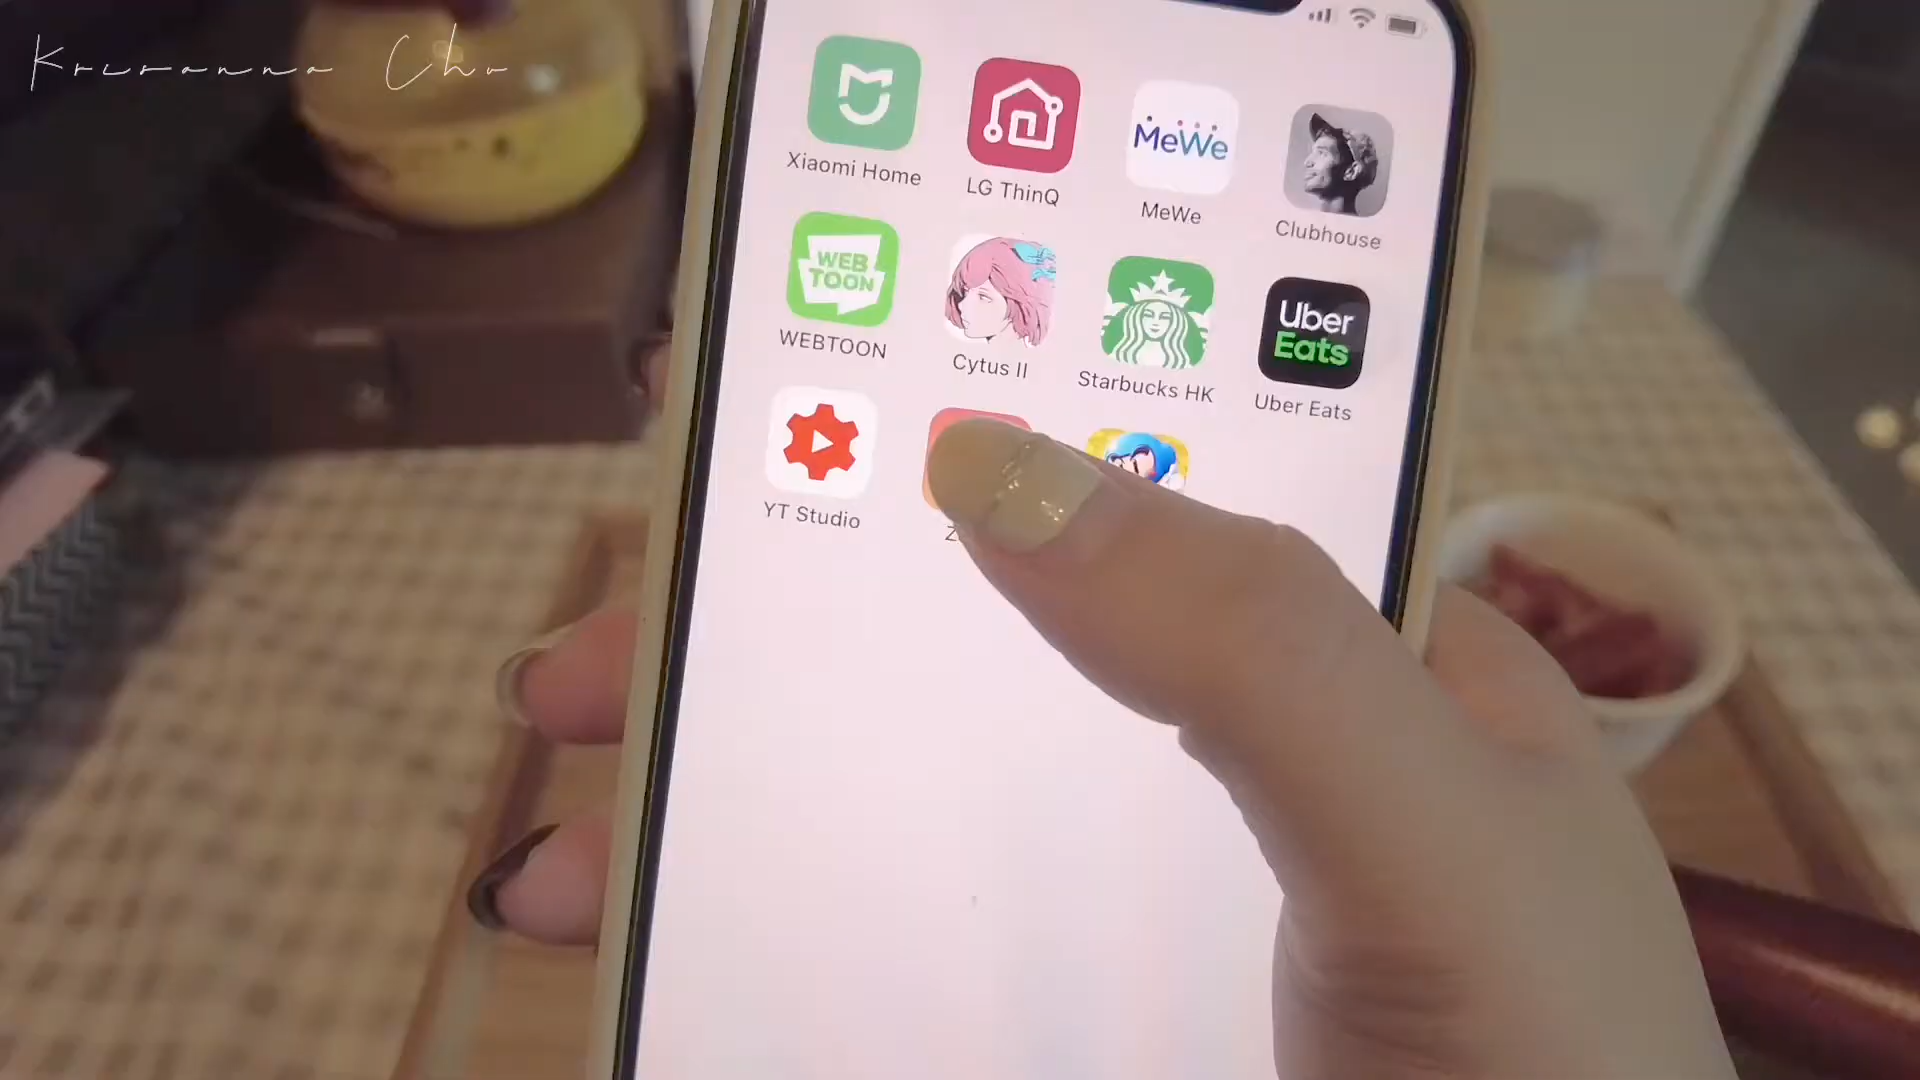 Xiaomi Home
LG ThinQ
MeWe
MeWe
Clubhouse
WEB
TOON
WEBTOON
Cytus II
Starbucks HK
Uber
Eats
Uber Eats
YT Studio